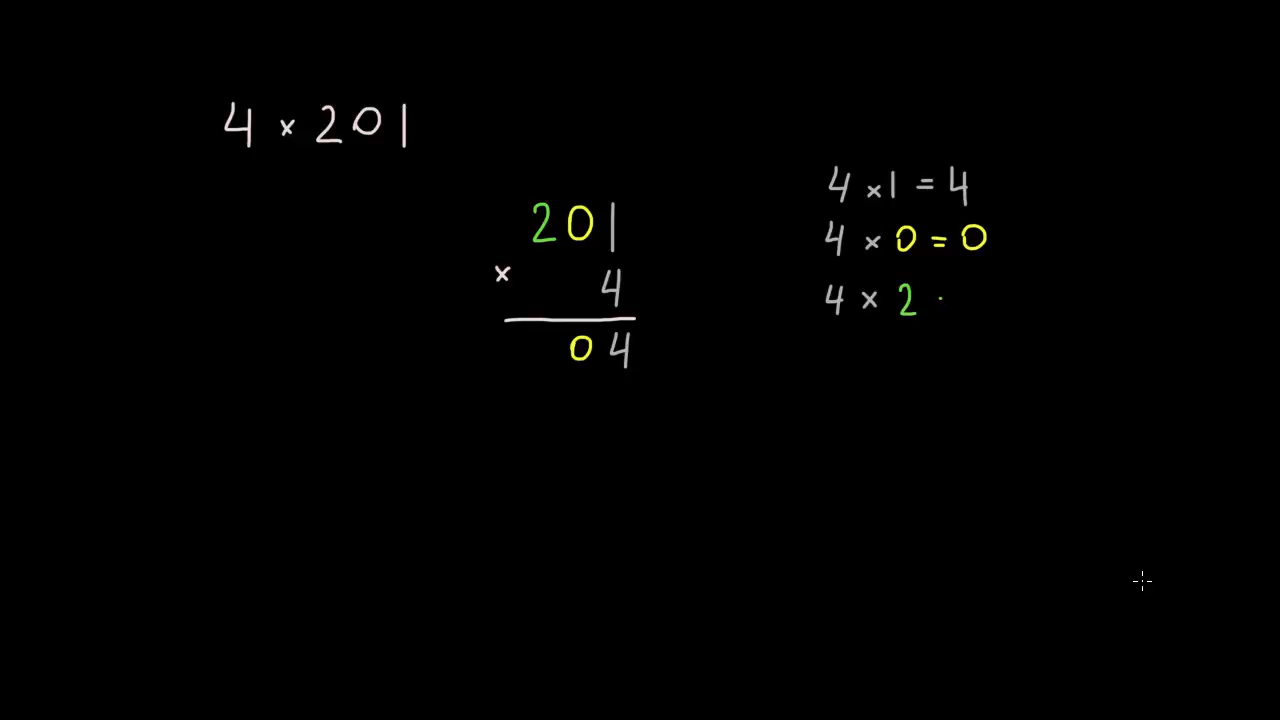 4 × 201
201
× 4
04
4 × 1 = 4
4 × 0 = 0
4 × 2